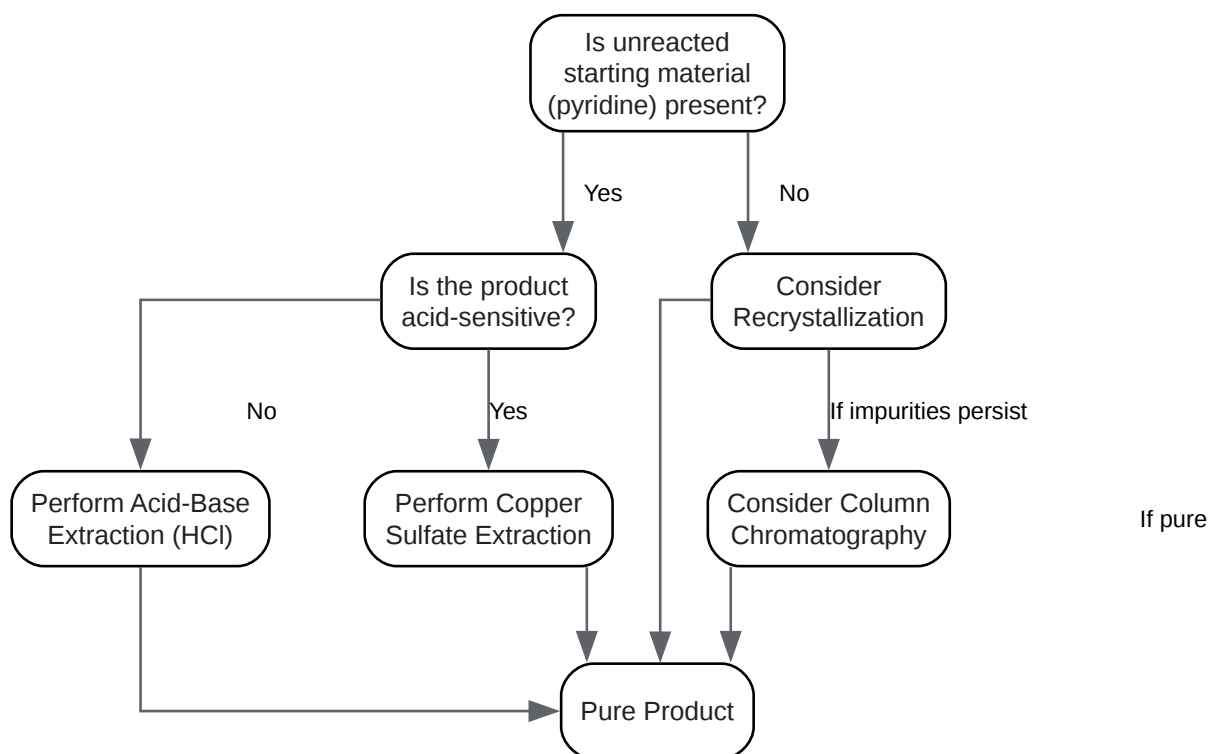 Is unreacted
starting material
(pyridine) present?
Yes
No
Is the product
acid-sensitive?
Consider
Recrystallization
No
Yes
If impurities persist
Perform Acid-Base
Extraction (HCl)
Perform Copper
Sulfate Extraction
Consider Column
Chromatography
If pure
Pure Product